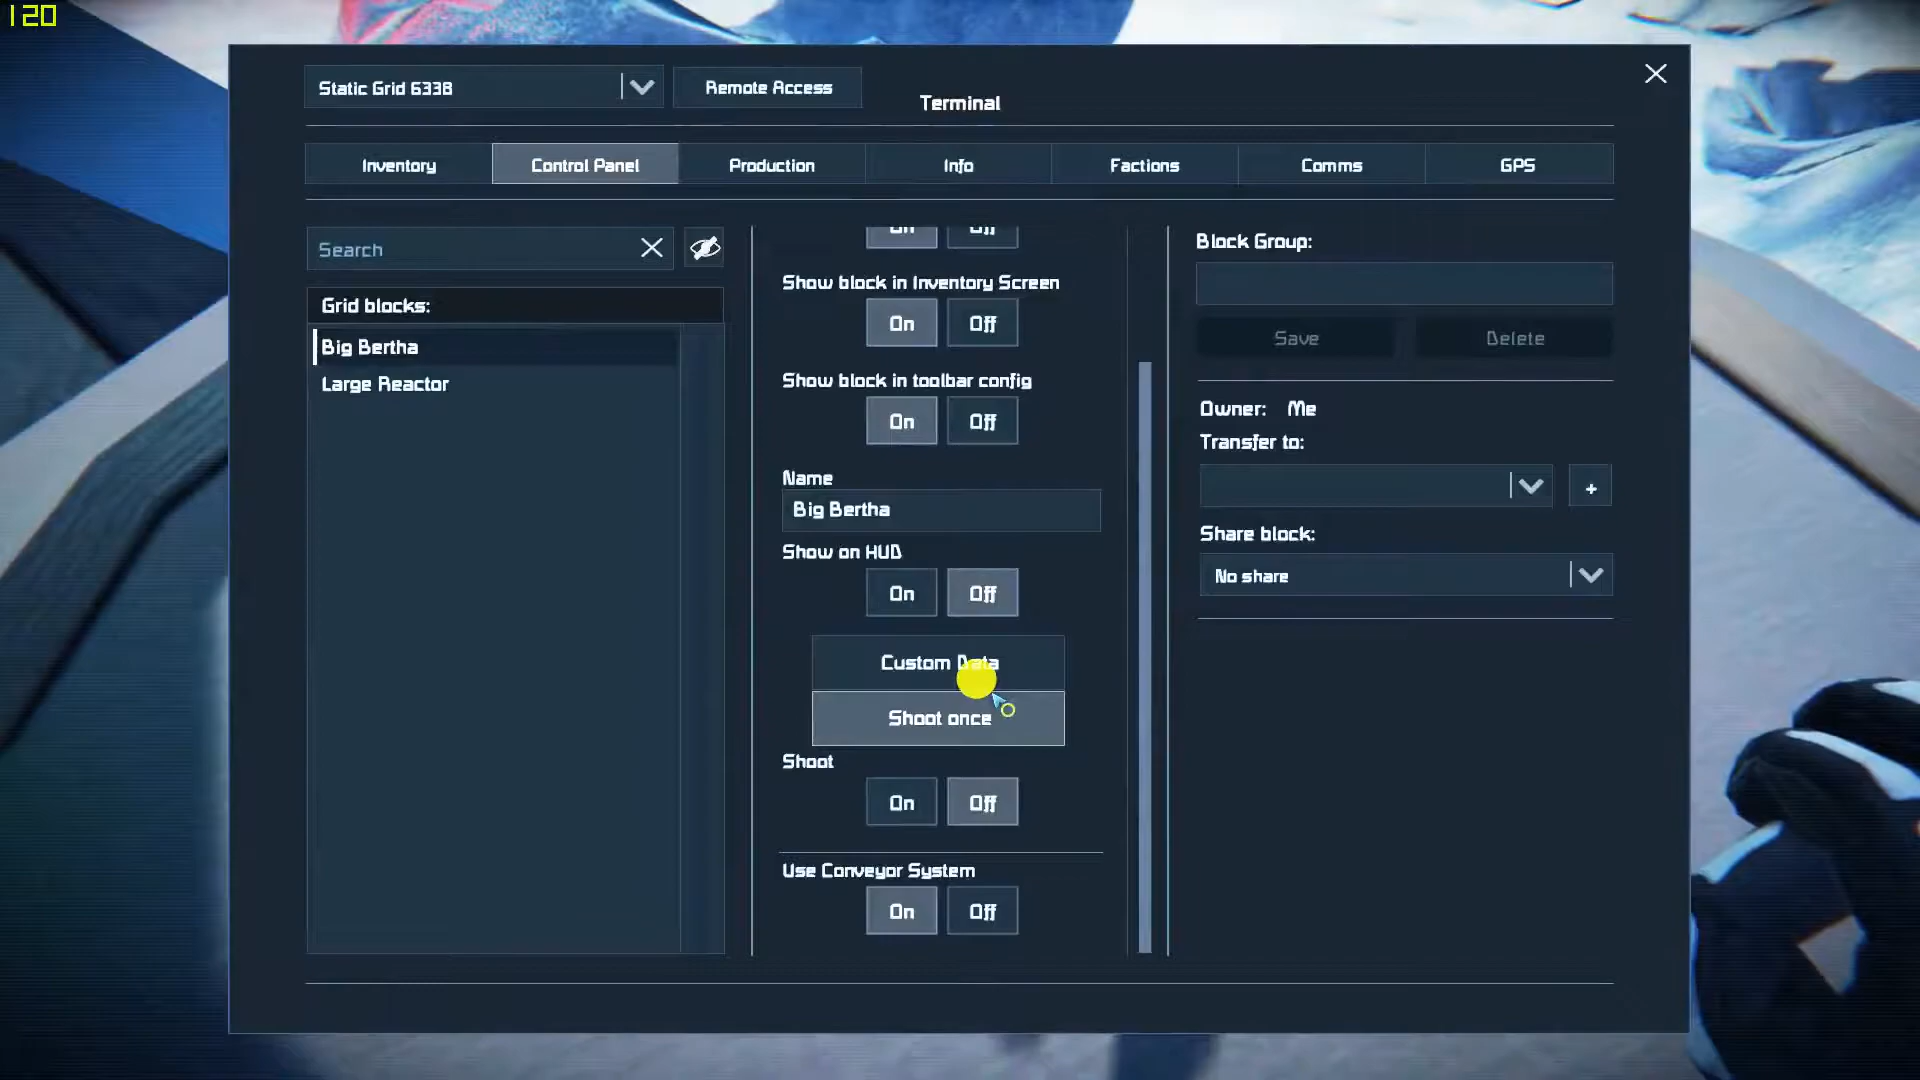 120
Static Grid 6338
Remote Access
Terminal
Inventory
Control Panel
Production
Info
Factions
Comms
GPS
Search
Grid blocks:
Big Bertha
Large Reactor
On
Off
Show block in Inventory Screen
On
Off
Show block in toolbar config
On
Off
Name
Big Bertha
Show on HUD
On
Off
Custom Data
Shoot once
Shoot
On
Off
Use Conveyor System
On
Off
Block Group:
Save
Delete
Owner: Me
Transfer to:
+
Share block:
No share